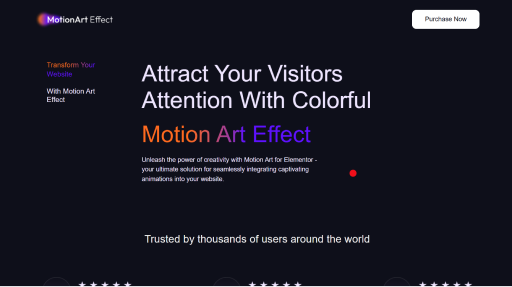 MotionArt Effect
Purchase Now
Transform Your
Website
With Motion Art
Effect
Attract Your Visitors
Attention With Colorful
Motion Art Effect
Unleash the power of creativity with Motion Art for Elementor -
your ultimate solution for seamlessly integrating captivating
animations into your website.
Trusted by thousands of users around the world